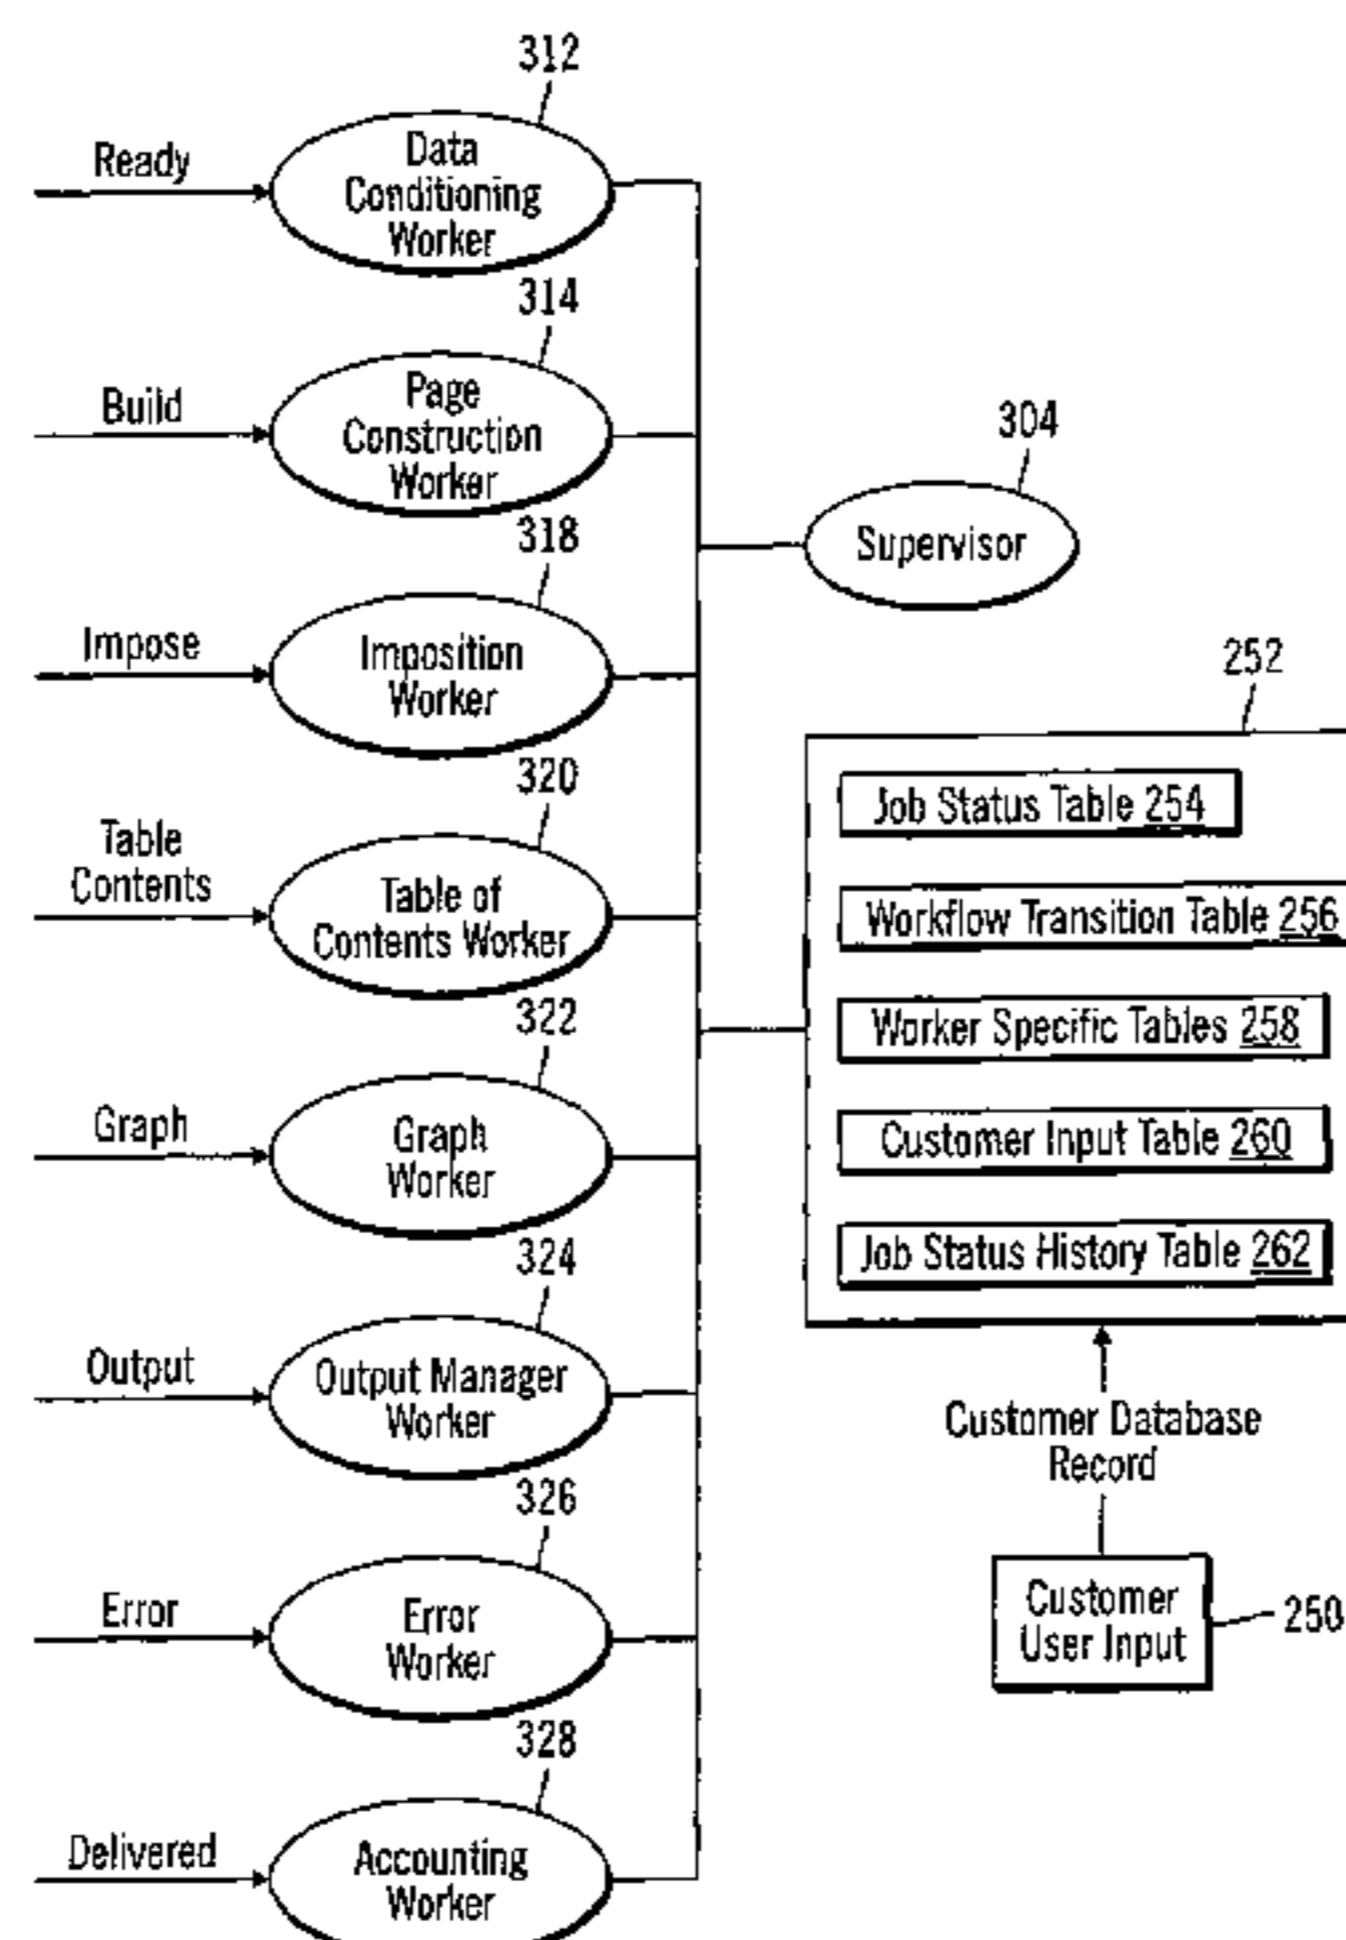 312
Ready
Data
Conditioning
Worker
314
Build
Page
Construction
Worker
304
Supervisor
318
Impose
Imposition
Worker
252
320
Table
Contents
Table of
Contents Worker
Job Status Table 254
Workflow Transition Table 256
Worker Specific Tables 258
Customer Input Table 260
Job Status History Table 262
322
Graph
Graph
Worker
324
Output
Output Manager
Worker
Customer Database
Record
326
Error
Error
Worker
Customer
User Input
250
328
Delivered
Accounting
Worker